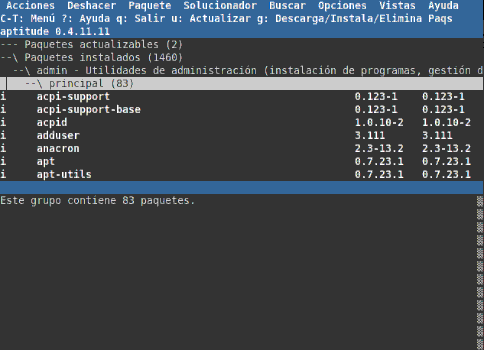 Acciones Deshacer Paquete Solucionador Buscar Opciones Vistas Ayuda
C-T: Menú ?: Ayuda q: Salir u: Actualizar g: Descarga/Instala/Elimina Paqs
aptitude 0.4.11.11
--- Paquetes actualizables (2)
--\ Paquetes instalados (1460)
--\ admin - Utilidades de administración (instalación de programas, gestión d
--\ principal (83)
i acpi-support 0.123-1 0.123-1
i acpi-support-base 0.123-1 0.123-1
i acpid 1.0.10-2 1.0.10-2
i adduser 3.111 3.111
i anacron 2.3-13.2 2.3-13.2
i apt 0.7.23.1 0.7.23.1
i apt-utils 0.7.23.1 0.7.23.1
Este grupo contiene 83 paquetes.